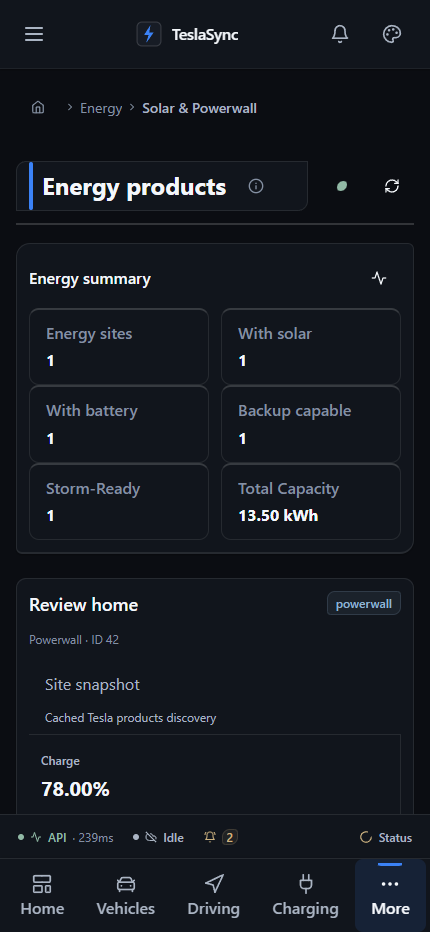 TeslaSync
Energy Solar & Powerwall
Energy products
Energy summary
Energy sites
1
With solar
1
With battery
1
Backup capable
1
Storm-Ready
1
Total Capacity
13.50 kWh
Review home
powerwall
Powerwall · ID 42
Site snapshot
Cached Tesla products discovery
Charge
78.00%
API · 239ms Idle 2 Status
Home Vehicles Driving Charging More